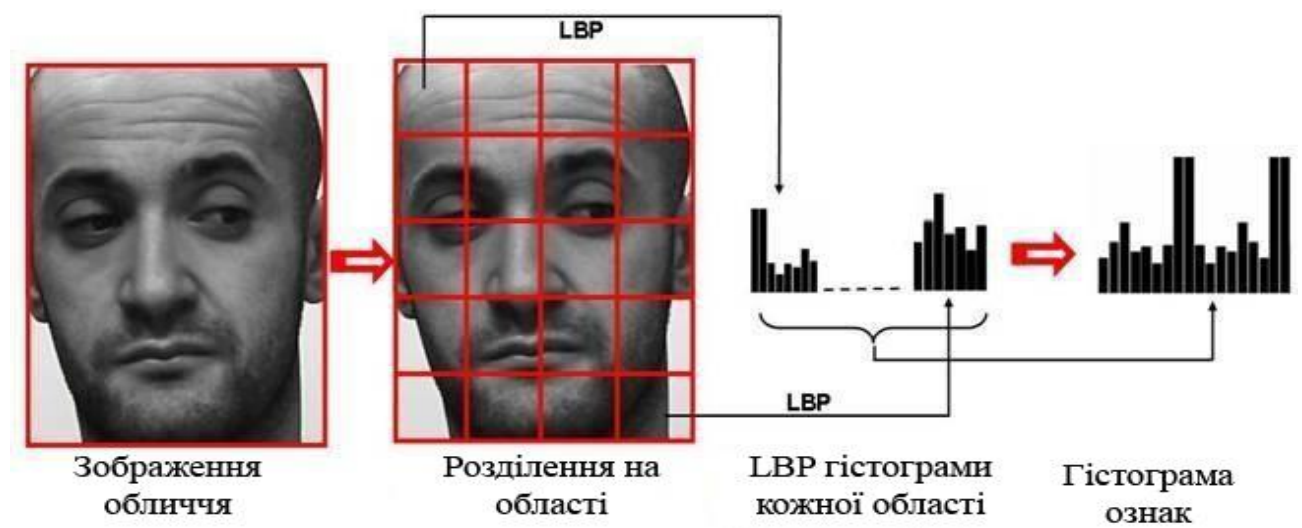 LBP
LBP
Зображення
обличчя
Розділення на
області
LBP гістограми
кожної області
Гістограма
ознак